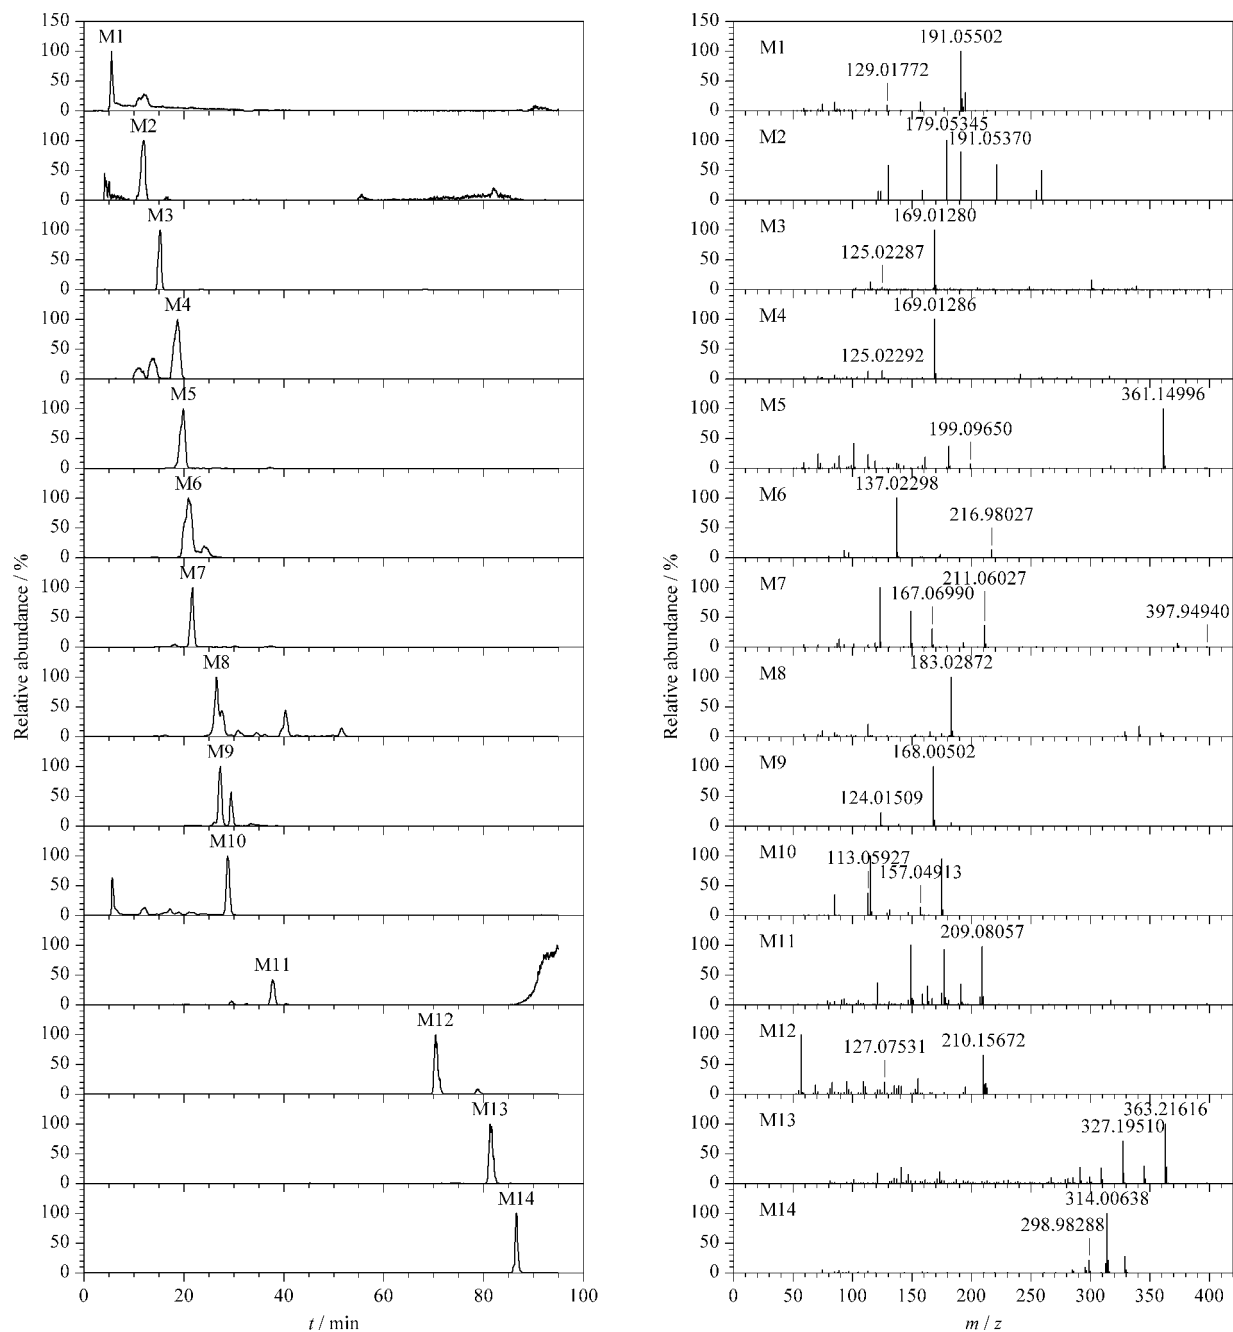 150
M1
100
50
0
M2
100
50
0
M3
100
50
0
M4
100
50
0
M5
100
50
0
M6
100
50
0
M7
100
50
0
M8
100
50
0
M9
100
50
0
M10
100
50
0
M11
100
50
0
M12
100
50
0
M13
100
50
0
M14
100
50
0
0 20 40 60 80 100
t / min
Relative abundance / %
150
M1 191.05502
100
129.01772
50
0
M2 179.05345
191.05370
100
50
0
M3 169.01280
100
125.02287
50
0
M4 169.01286
100
125.02292
50
0
M5 361.14996
100
199.09650
50
0
M6 137.02298
100
216.98027
50
0
M7 211.06027
167.06990
397.94940
100
50
0
M8 183.02872
100
50
0
M9 168.00502
100
124.01509
50
0
M10 113.05927
157.04913
100
50
0
M11 209.08057
100
50
0
M12 210.15672
127.07531
100
50
0
M13 363.21616
327.19510
100
50
0
M14 314.00638
298.98288
100
50
0
0 50 100 150 200 250 300 350 400
m / z
Relative abundance / %